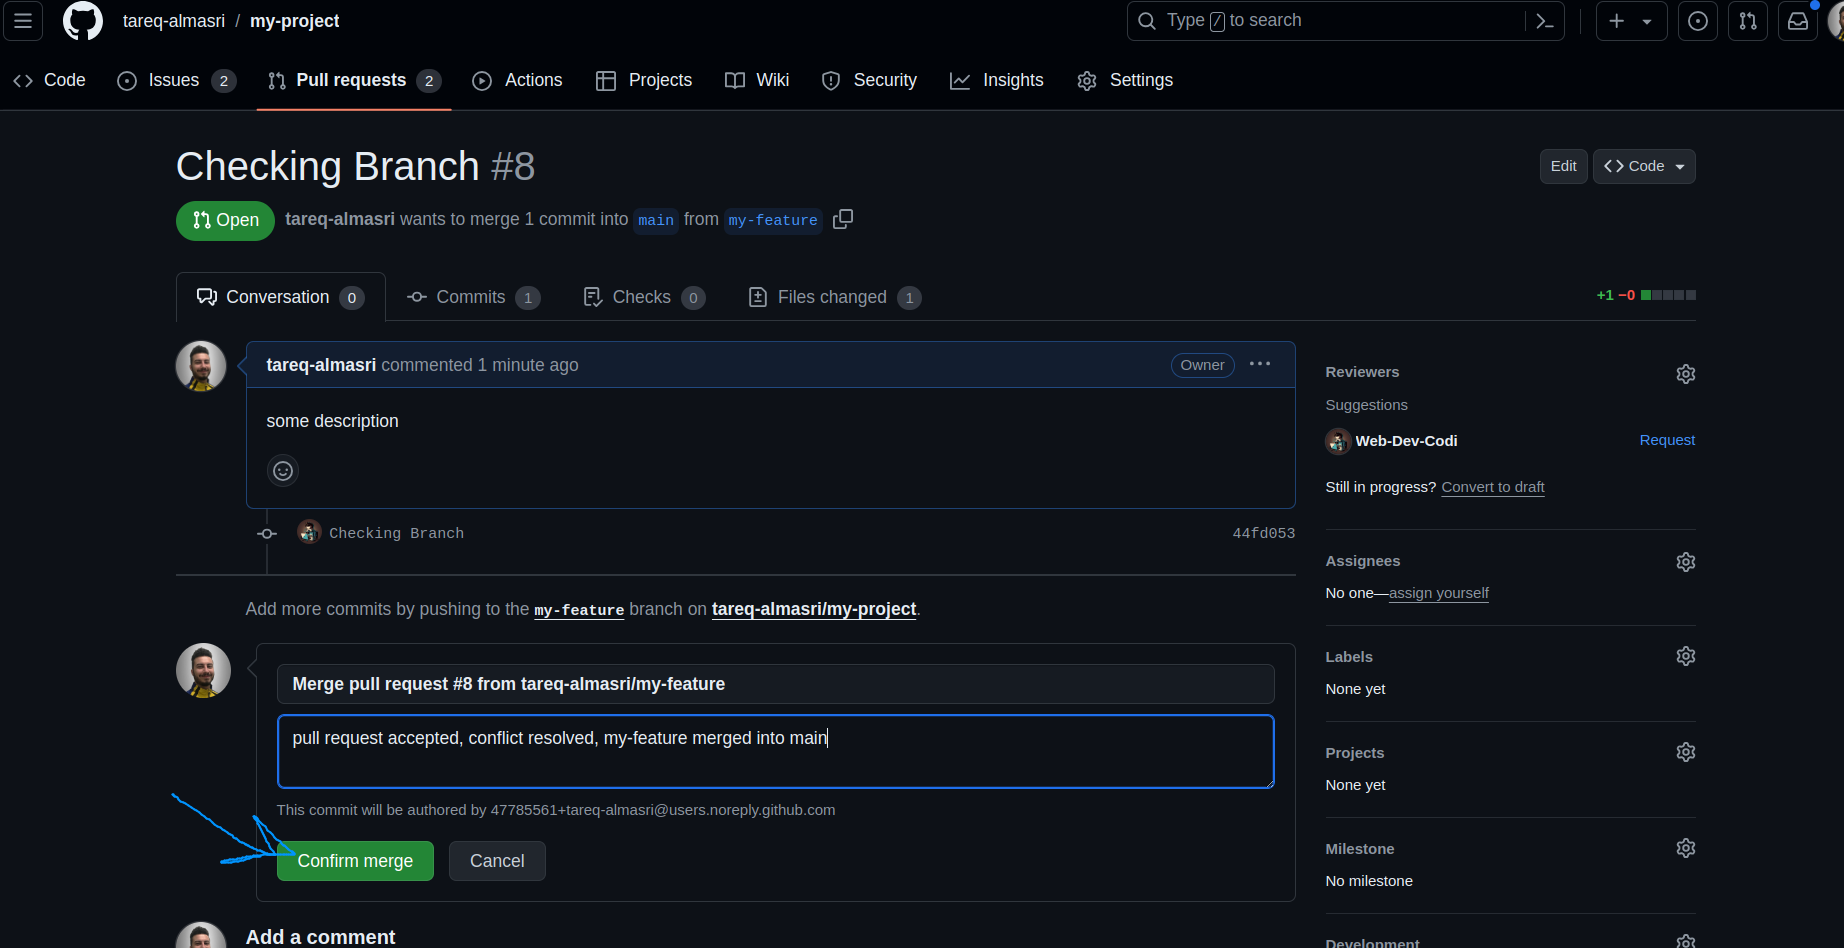 tareq-almasri / my-project
Type / to search
Code
Issues 2
Pull requests 2
Actions
Projects
Wiki
Security
Insights
Settings
Checking Branch #8
Edit
Code
Open
tareq-almasri wants to merge 1 commit into main from my-feature
Conversation 0
Commits 1
Checks 0
Files changed 1
+1 −0
tareq-almasri commented 1 minute ago
Owner
some description
Checking Branch
44fd053
Add more commits by pushing to the my-feature branch on tareq-almasri/my-project.
Merge pull request #8 from tareq-almasri/my-feature
pull request accepted, conflict resolved, my-feature merged into main
This commit will be authored by 47785561+tareq-almasri@users.noreply.github.com
Confirm merge
Cancel
Add a comment
Reviewers
Suggestions
Web-Dev-Codi
Request
Still in progress? Convert to draft
Assignees
No one—assign yourself
Labels
None yet
Projects
None yet
Milestone
No milestone
Development